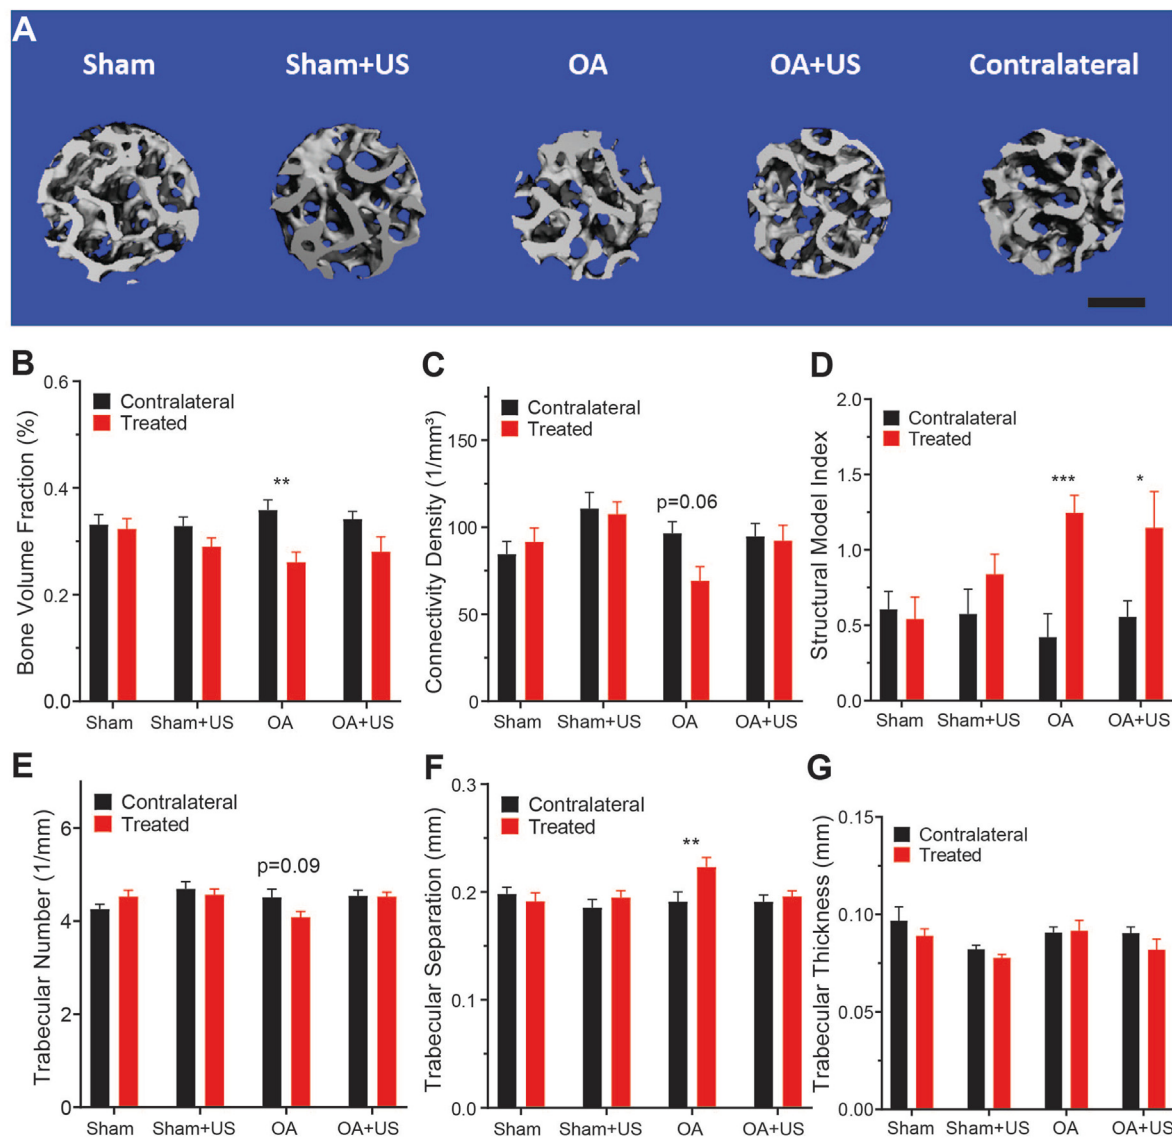 A
Sham Sham+US OA OA+US Contralateral
B
Bone Volume Fraction (%)
0.6
0.4
0.2
0.0
Contralateral
Treated
**
Sham Sham+US OA OA+US
C
Connectivity Density (1/mm³)
150
100
50
0
Contralateral
Treated
p=0.06
Sham Sham+US OA OA+US
D
Structural Model Index
2.0
1.5
1.0
0.5
0.0
Contralateral
Treated
***
*
Sham Sham+US OA OA+US
E
Trabecular Number (1/mm)
6
4
2
0
Contralateral
Treated
p=0.09
Sham Sham+US OA OA+US
F
Trabecular Separation (mm)
0.3
0.2
0.1
0.0
Contralateral
Treated
**
Sham Sham+US OA OA+US
G
Trabecular Thickness (mm)
0.15
0.10
0.05
0.00
Contralateral
Treated
Sham Sham+US OA OA+US